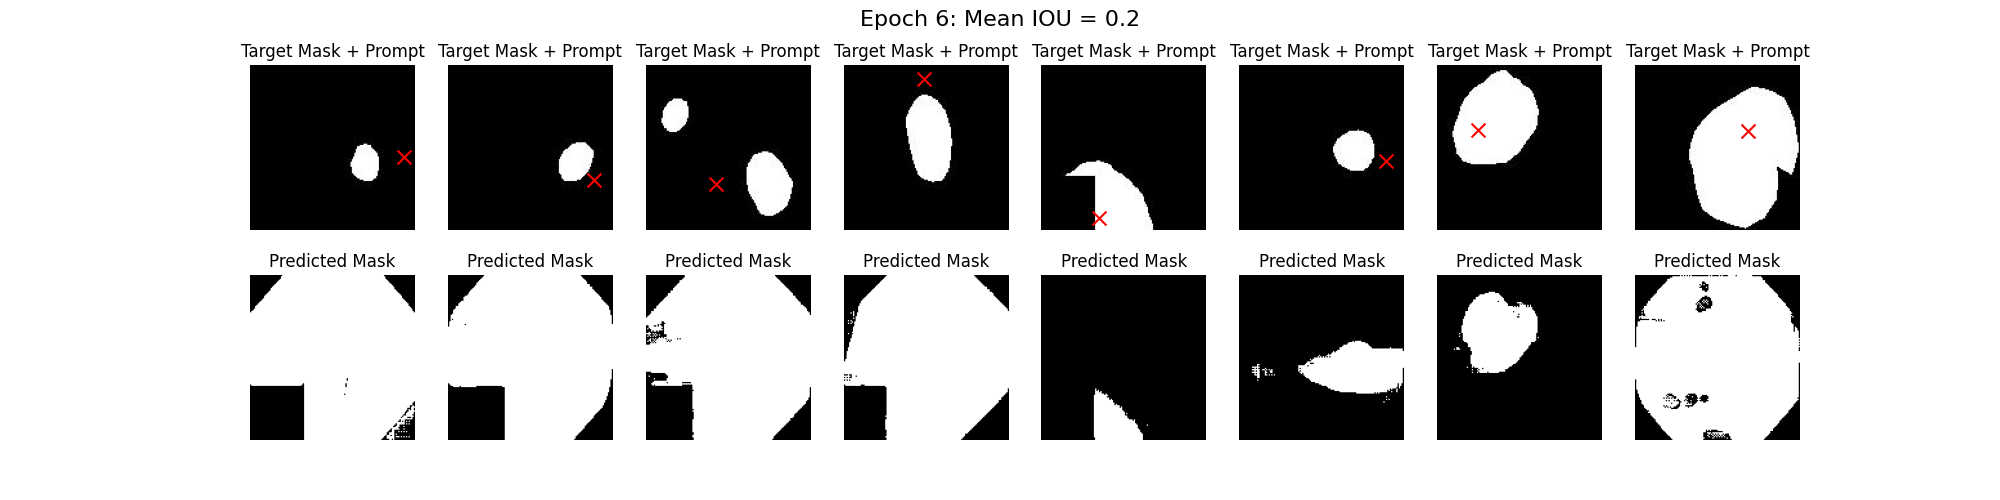 Epoch 6: Mean IOU = 0.2
Target Mask + Prompt Target Mask + Prompt Target Mask + Prompt Target Mask + Prompt Target Mask + Prompt Target Mask + Prompt Target Mask + Prompt Target Mask + Prompt
Predicted Mask Predicted Mask Predicted Mask Predicted Mask Predicted Mask Predicted Mask Predicted Mask Predicted Mask